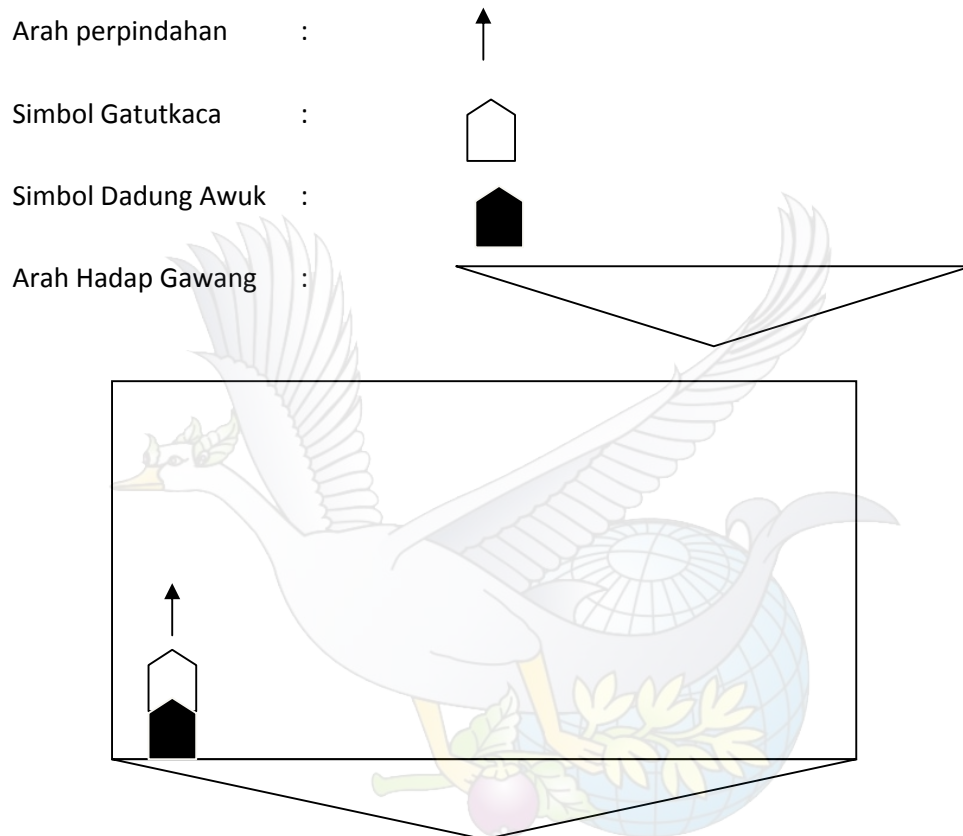 Arah perpindahan :
Simbol Gatutkaca :
Simbol Dadung Awuk :
Arah Hadap Gawang :